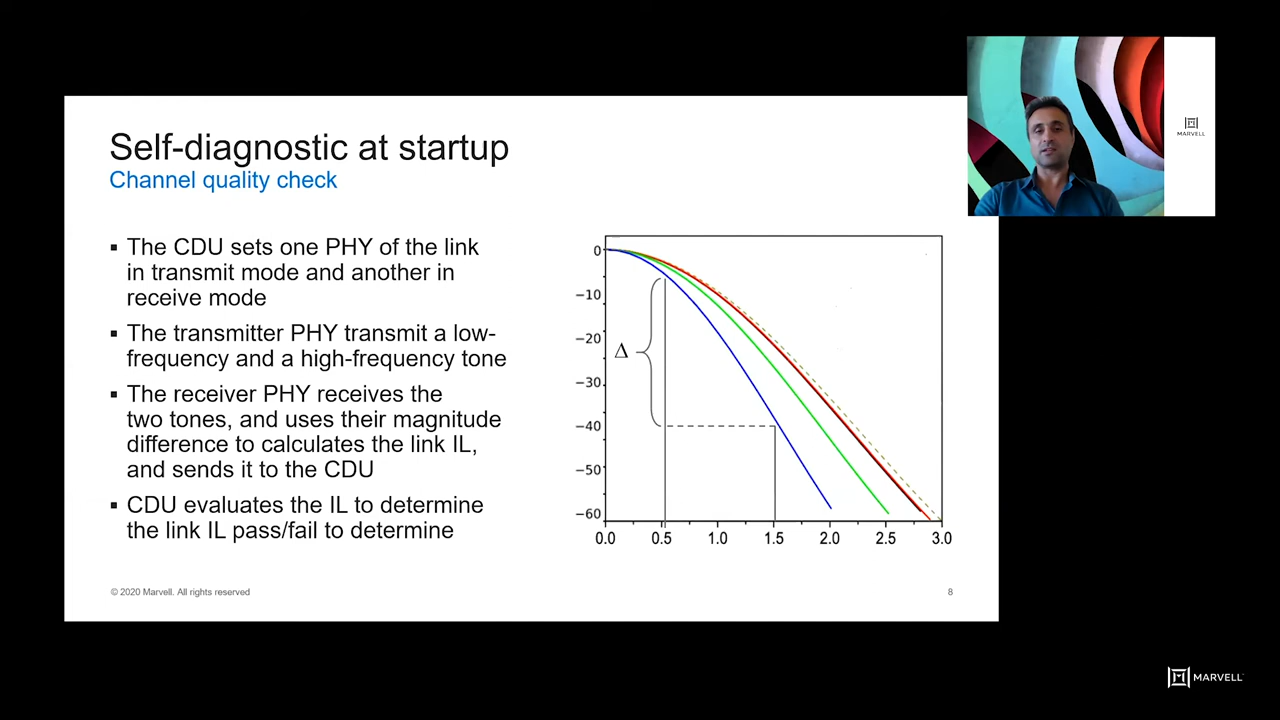 Self-diagnostic at startup
Channel quality check
▪ The CDU sets one PHY of the link
in transmit mode and another in
receive mode
▪ The transmitter PHY transmit a low-
frequency and a high-frequency tone
▪ The receiver PHY receives the
two tones, and uses their magnitude
difference to calculates the link IL,
and sends it to the CDU
▪ CDU evaluates the IL to determine
the link IL pass/fail to determine
0
−10
−20
Δ
−30
−40
−50
−60
0.0 0.5 1.0 1.5 2.0 2.5 3.0
© 2020 Marvell. All rights reserved
8
MARVELL
MARVELL